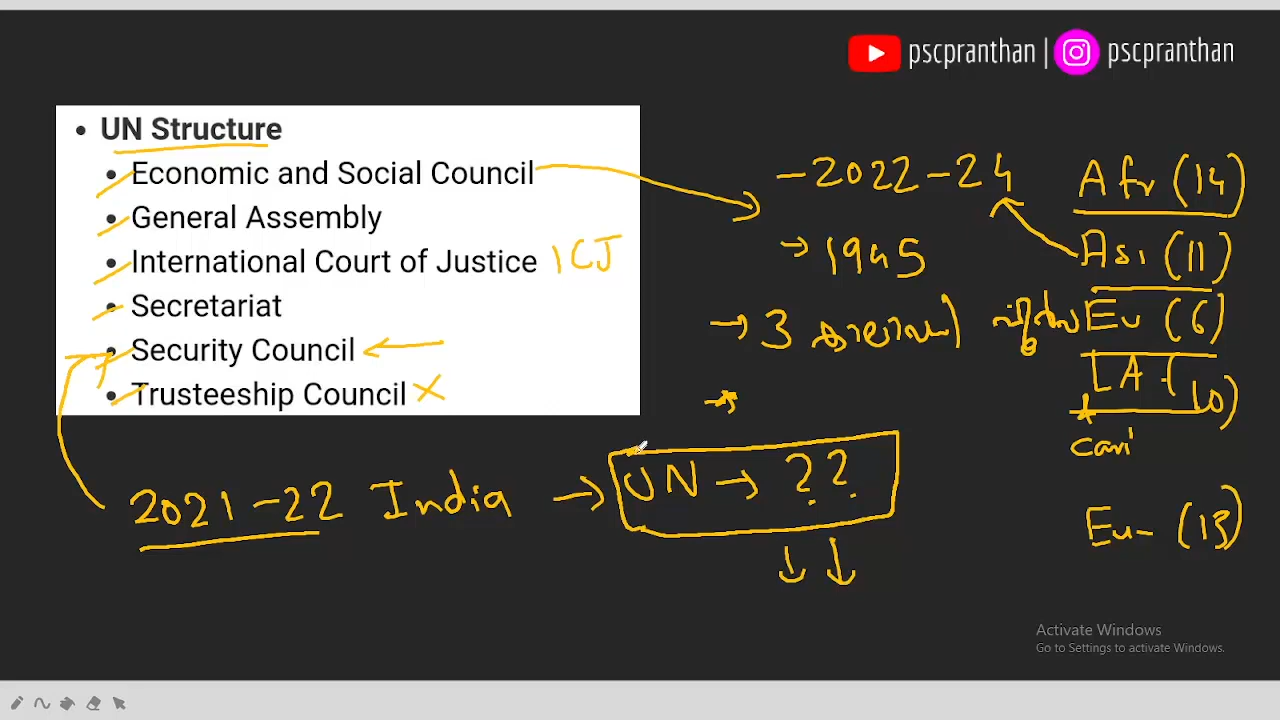 pscpranthan | pscpranthan
• UN Structure
• Economic and Social Council
• General Assembly
• International Court of Justice ICJ
• Secretariat
• Security Council
• Trusteeship Council X
-2022-24
→ 1945
→ 3
Afr (14)
Asi (11)
Eu (6)
LA (10)
cari
Eu- (13)
2021-22 India → UN → ??
Activate Windows
Go to Settings to activate Windows.